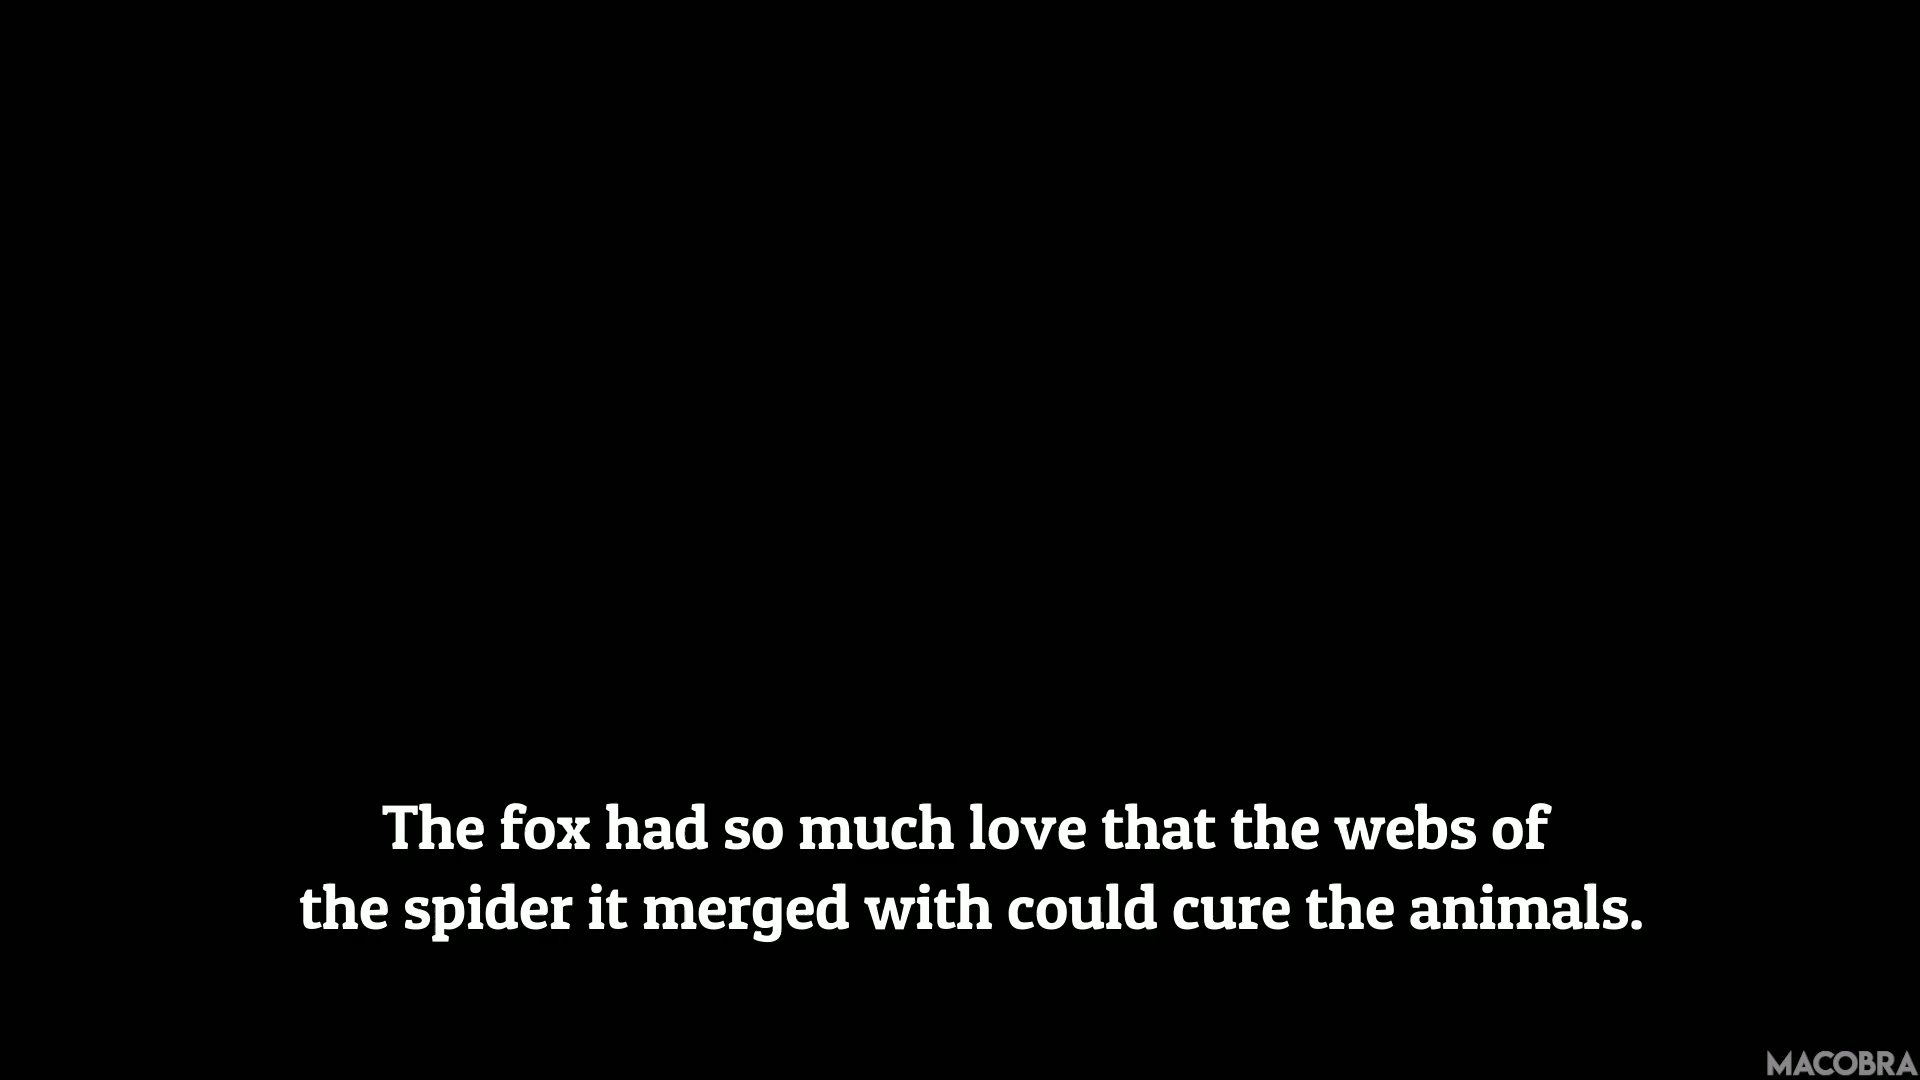 The fox had so much love that the webs of
the spider it merged with could cure the animals.
MACOBRA